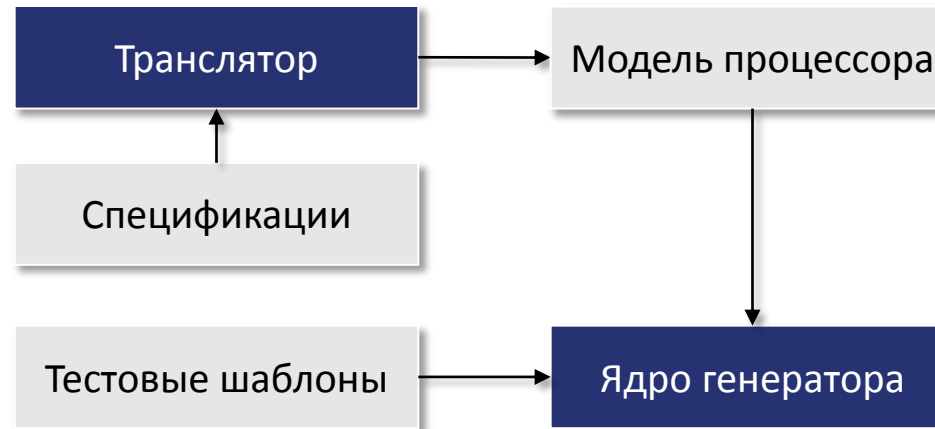 Транслятор
Модель процессора
Спецификации
Тестовые шаблоны
Ядро генератора